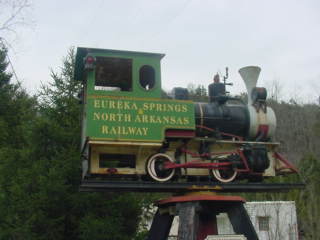 EUREKA SPRINGS
&
NORTH ARKANSAS
RAILWAY